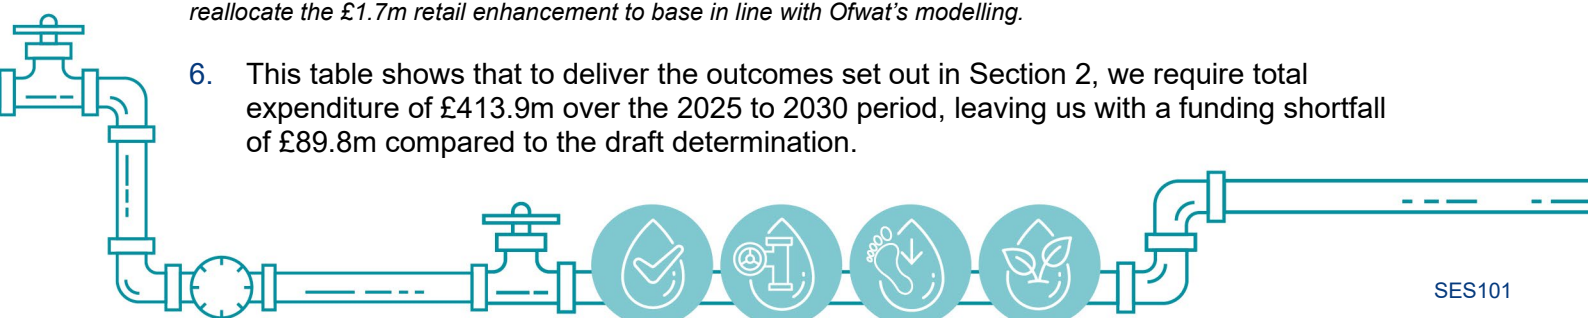 reallocate the £1.7m retail enhancement to base in line with Ofwat's modelling.
6. This table shows that to deliver the outcomes set out in Section 2, we require total
expenditure of £413.9m over the 2025 to 2030 period, leaving us with a funding shortfall
of £89.8m compared to the draft determination.
SES101